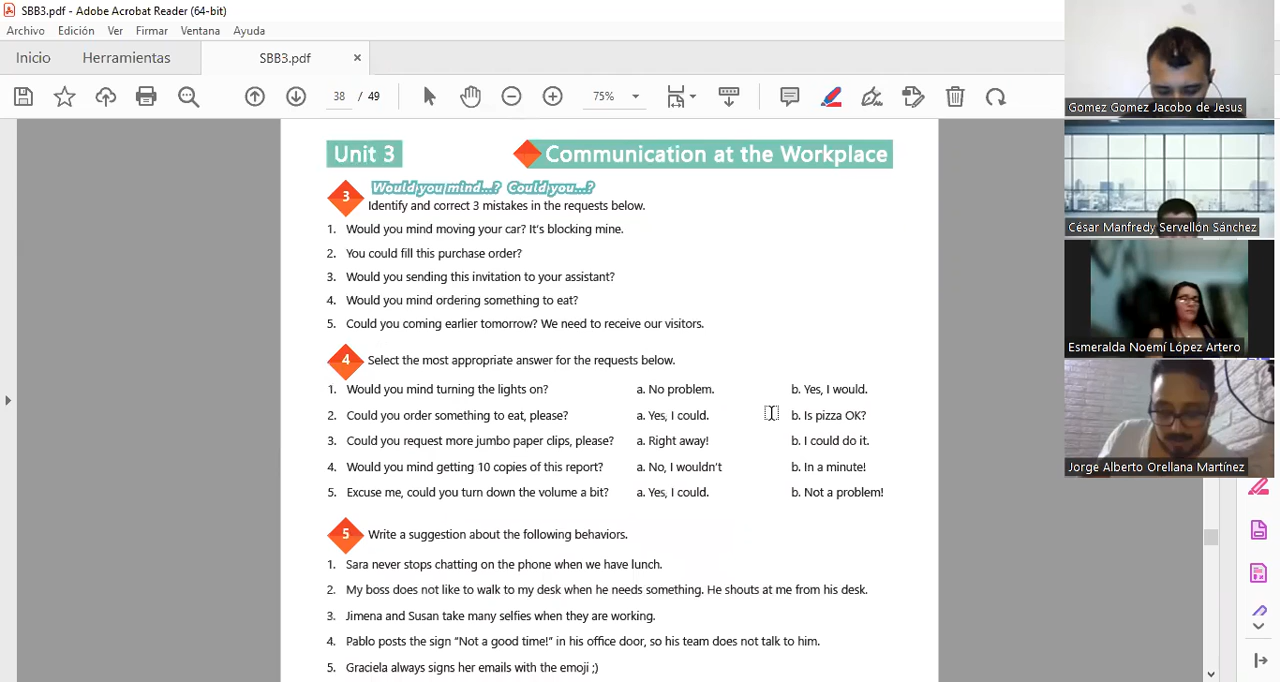 SBB3.pdf - Adobe Acrobat Reader (64-bit)
Archivo Edición Ver Firmar Ventana Ayuda
Inicio Herramientas SBB3.pdf ×
38 / 49 75%
Unit 3 Communication at the Workplace
3 Would you mind...? Could you...?
Identify and correct 3 mistakes in the requests below.
1. Would you mind moving your car? It's blocking mine.
2. You could fill this purchase order?
3. Would you sending this invitation to your assistant?
4. Would you mind ordering something to eat?
5. Could you coming earlier tomorrow? We need to receive our visitors.
4 Select the most appropriate answer for the requests below.
1. Would you mind turning the lights on? a. No problem. b. Yes, I would.
2. Could you order something to eat, please? a. Yes, I could. b. Is pizza OK?
3. Could you request more jumbo paper clips, please? a. Right away! b. I could do it.
4. Would you mind getting 10 copies of this report? a. No, I wouldn't b. In a minute!
5. Excuse me, could you turn down the volume a bit? a. Yes, I could. b. Not a problem!
5 Write a suggestion about the following behaviors.
1. Sara never stops chatting on the phone when we have lunch.
2. My boss does not like to walk to my desk when he needs something. He shouts at me from his desk.
3. Jimena and Susan take many selfies when they are working.
4. Pablo posts the sign “Not a good time!” in his office door, so his team does not talk to him.
5. Graciela always signs her emails with the emoji ;)
Gomez Gomez Jacobo de Jesus
César Manfredy Servellón Sánchez
Esmeralda Noemí López Artero
Jorge Alberto Orellana Martínez